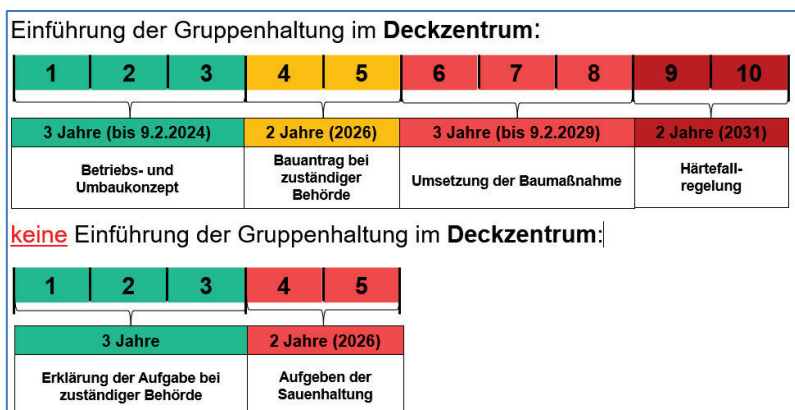 Einführung der Gruppenhaltung im Deckzentrum:
1 2 3 4 5 6 7 8 9 10
3 Jahre (bis 9.2.2024) 2 Jahre (2026) 3 Jahre (bis 9.2.2029) 2 Jahre (2031)
Betriebs- und
Umbaukonzept
Bauantrag bei
zuständiger
Behörde
Umsetzung der Baumaßnahme
Härtefall-
regelung
keine Einführung der Gruppenhaltung im Deckzentrum:
1 2 3 4 5
3 Jahre 2 Jahre (2026)
Erklärung der Aufgabe bei
zuständiger Behörde
Aufgeben der
Sauenhaltung